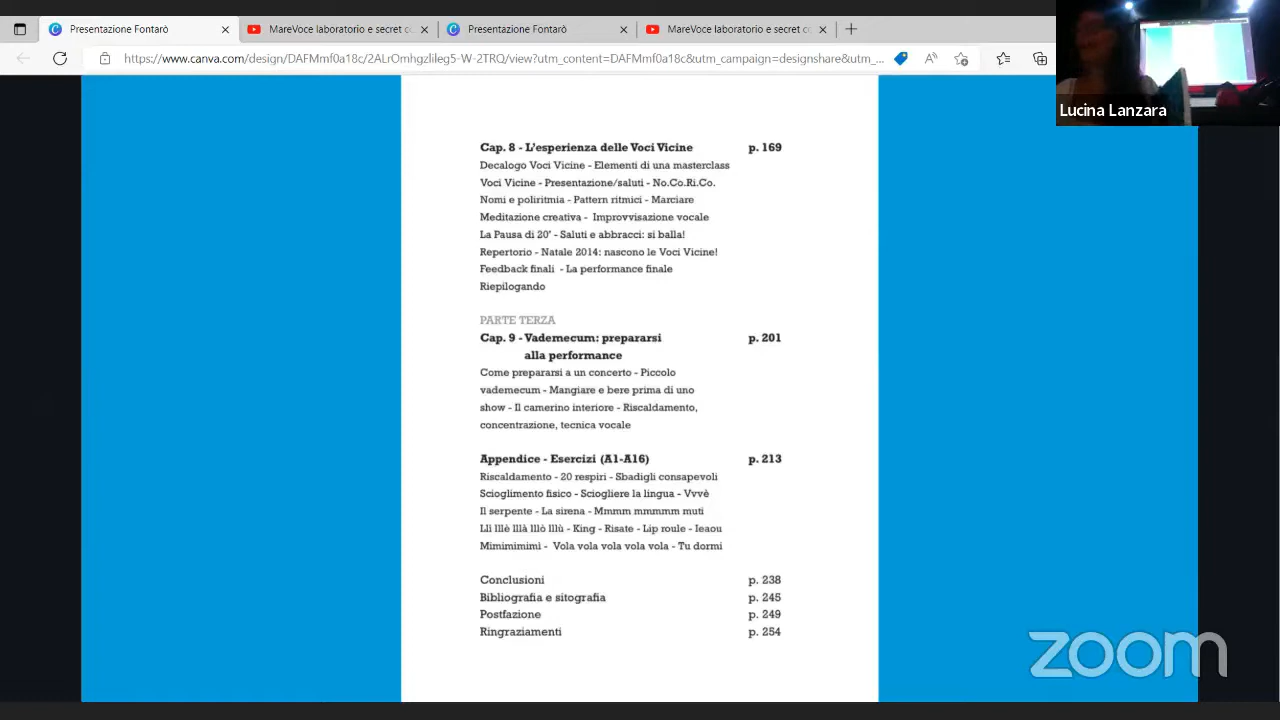 Presentazione Fontarò
MareVoce laboratorio e secret co
Presentazione Fontarò
MareVoce laboratorio e secret co
https://www.canva.com/design/DAFMmf0a18c/2ALrOmhgzlileg5-W-2TRQ/view?utm_content=DAFMmf0a18c&utm_campaign=designshare&utm_...
Lucina Lanzara
Cap. 8 - L'esperienza delle Voci Vicine p. 169
Decalogo Voci Vicine - Elementi di una masterclass
Voci Vicine - Presentazione/saluti - No.Co.Ri.Co.
Nomi e poliritmia - Pattern ritmici - Marciare
Meditazione creativa - Improvvisazione vocale
La Pausa di 20' - Saluti e abbracci: si balla!
Repertorio - Natale 2014: nascono le Voci Vicine!
Feedback finali - La performance finale
Riepilogando
PARTE TERZA
Cap. 9 - Vademecum: prepararsi p. 201
alla performance
Come prepararsi a un concerto - Piccolo
vademecum - Mangiare e bere prima di uno
show - Il camerino interiore - Riscaldamento,
concentrazione, tecnica vocale
Appendice - Esercizi (A1-A16) p. 213
Riscaldamento - 20 respiri - Sbadigli consapevoli
Scioglimento fisico - Sciogliere la lingua - Vvvè
Il serpente - La sirena - Mmmm mmmmm muti
Lli lllè lllà lllò lllù - King - Risate - Lip roule - Ieaou
Mimimimimi - Vola vola vola vola vola - Tu dormi
Conclusioni p. 238
Bibliografia e sitografia p. 245
Postfazione p. 249
Ringraziamenti p. 254
zoom